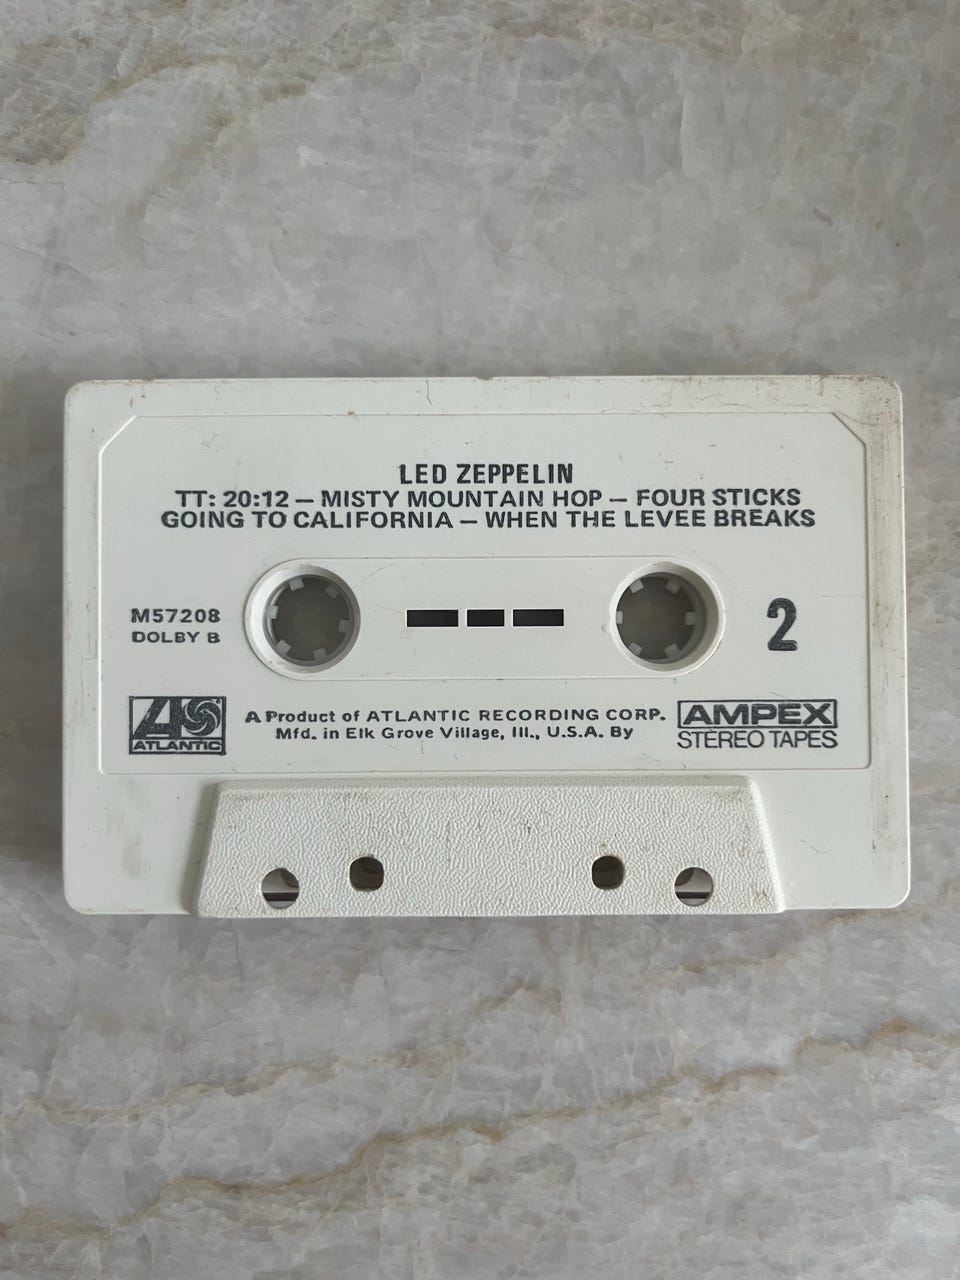 LED ZEPPELIN
TT: 20:12 – MISTY MOUNTAIN HOP – FOUR STICKS
GOING TO CALIFORNIA – WHEN THE LEVEE BREAKS
M57208
DOLBY B
2
ATLANTIC
A Product of ATLANTIC RECORDING CORP.
Mfd. in Elk Grove Village, Ill., U.S.A. By
AMPEX
STEREO TAPES